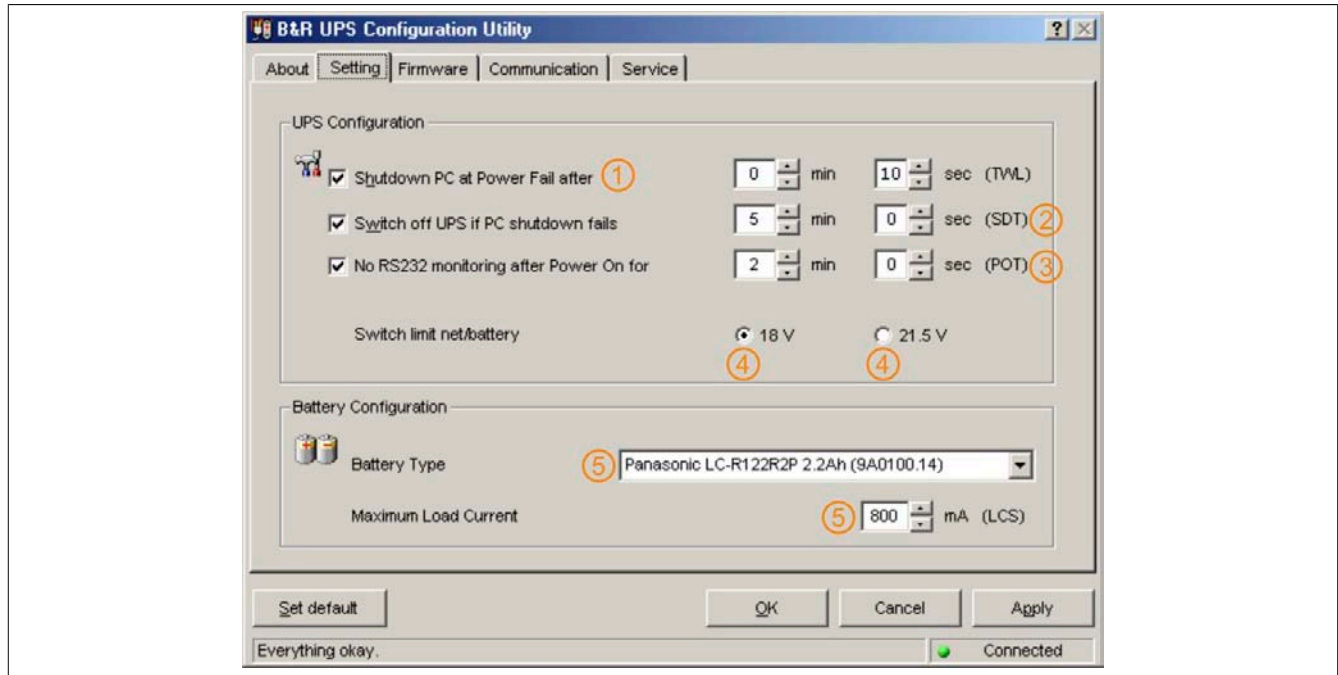 B&R UPS Configuration Utility
About Setting Firmware Communication Service
UPS Configuration
Shutdown PC at Power Fail after ① 0 min 10 sec (TWL)
Switch off UPS if PC shutdown fails 5 min 0 sec (SDT) ②
No RS232 monitoring after Power On for 2 min 0 sec (POT) ③
Switch limit net/battery 18 V 21.5 V
④ ④
Battery Configuration
Battery Type ⑤ Panasonic LC-R122R2P 2.2Ah (9A0100.14)
Maximum Load Current ⑤ 800 mA (LCS)
Set default OK Cancel Apply
Everything okay. Connected